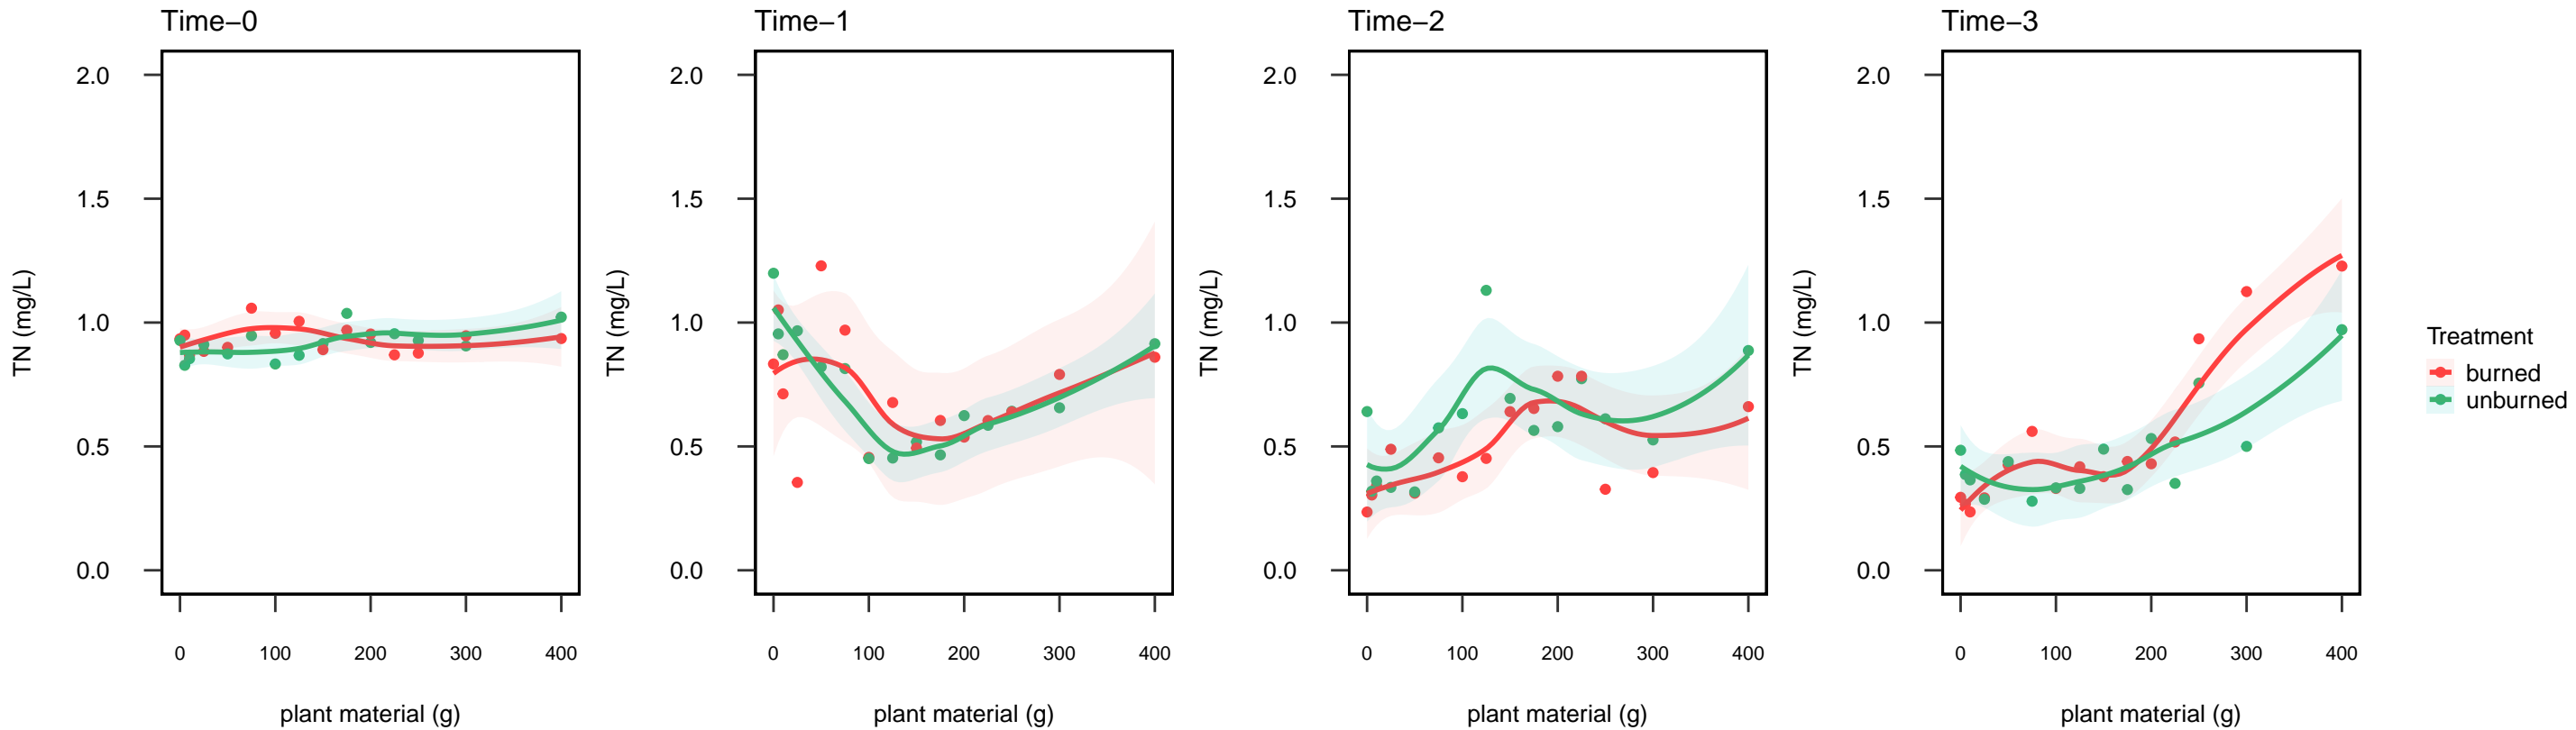 Time−0
2.0
1.5
1.0
0.5
0.0
TN (mg/L)
0 100 200 300 400
plant material (g)
Time−1
2.0
1.5
1.0
0.5
0.0
TN (mg/L)
0 100 200 300 400
plant material (g)
Time−2
2.0
1.5
1.0
0.5
0.0
TN (mg/L)
0 100 200 300 400
plant material (g)
Time−3
2.0
1.5
1.0
0.5
0.0
TN (mg/L)
0 100 200 300 400
plant material (g)
Treatment
burned
unburned